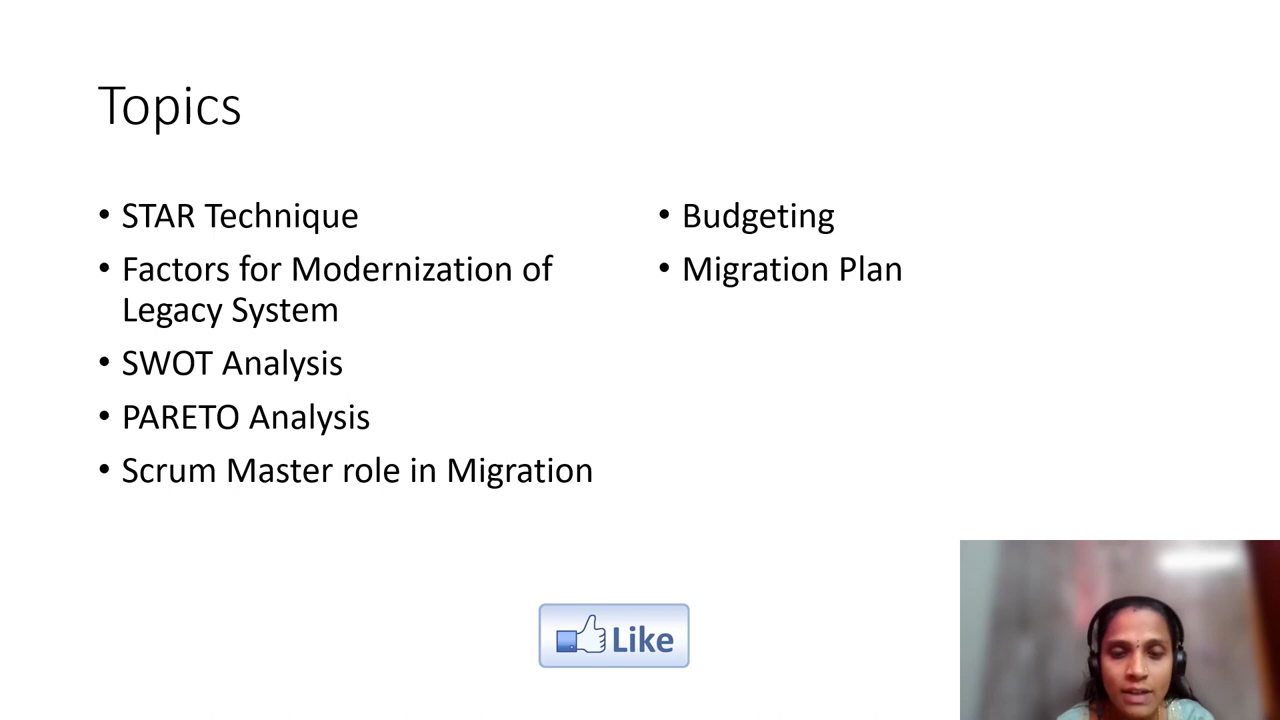 Topics
• STAR Technique
• Factors for Modernization of
Legacy System
• SWOT Analysis
• PARETO Analysis
• Scrum Master role in Migration
• Budgeting
• Migration Plan
Like